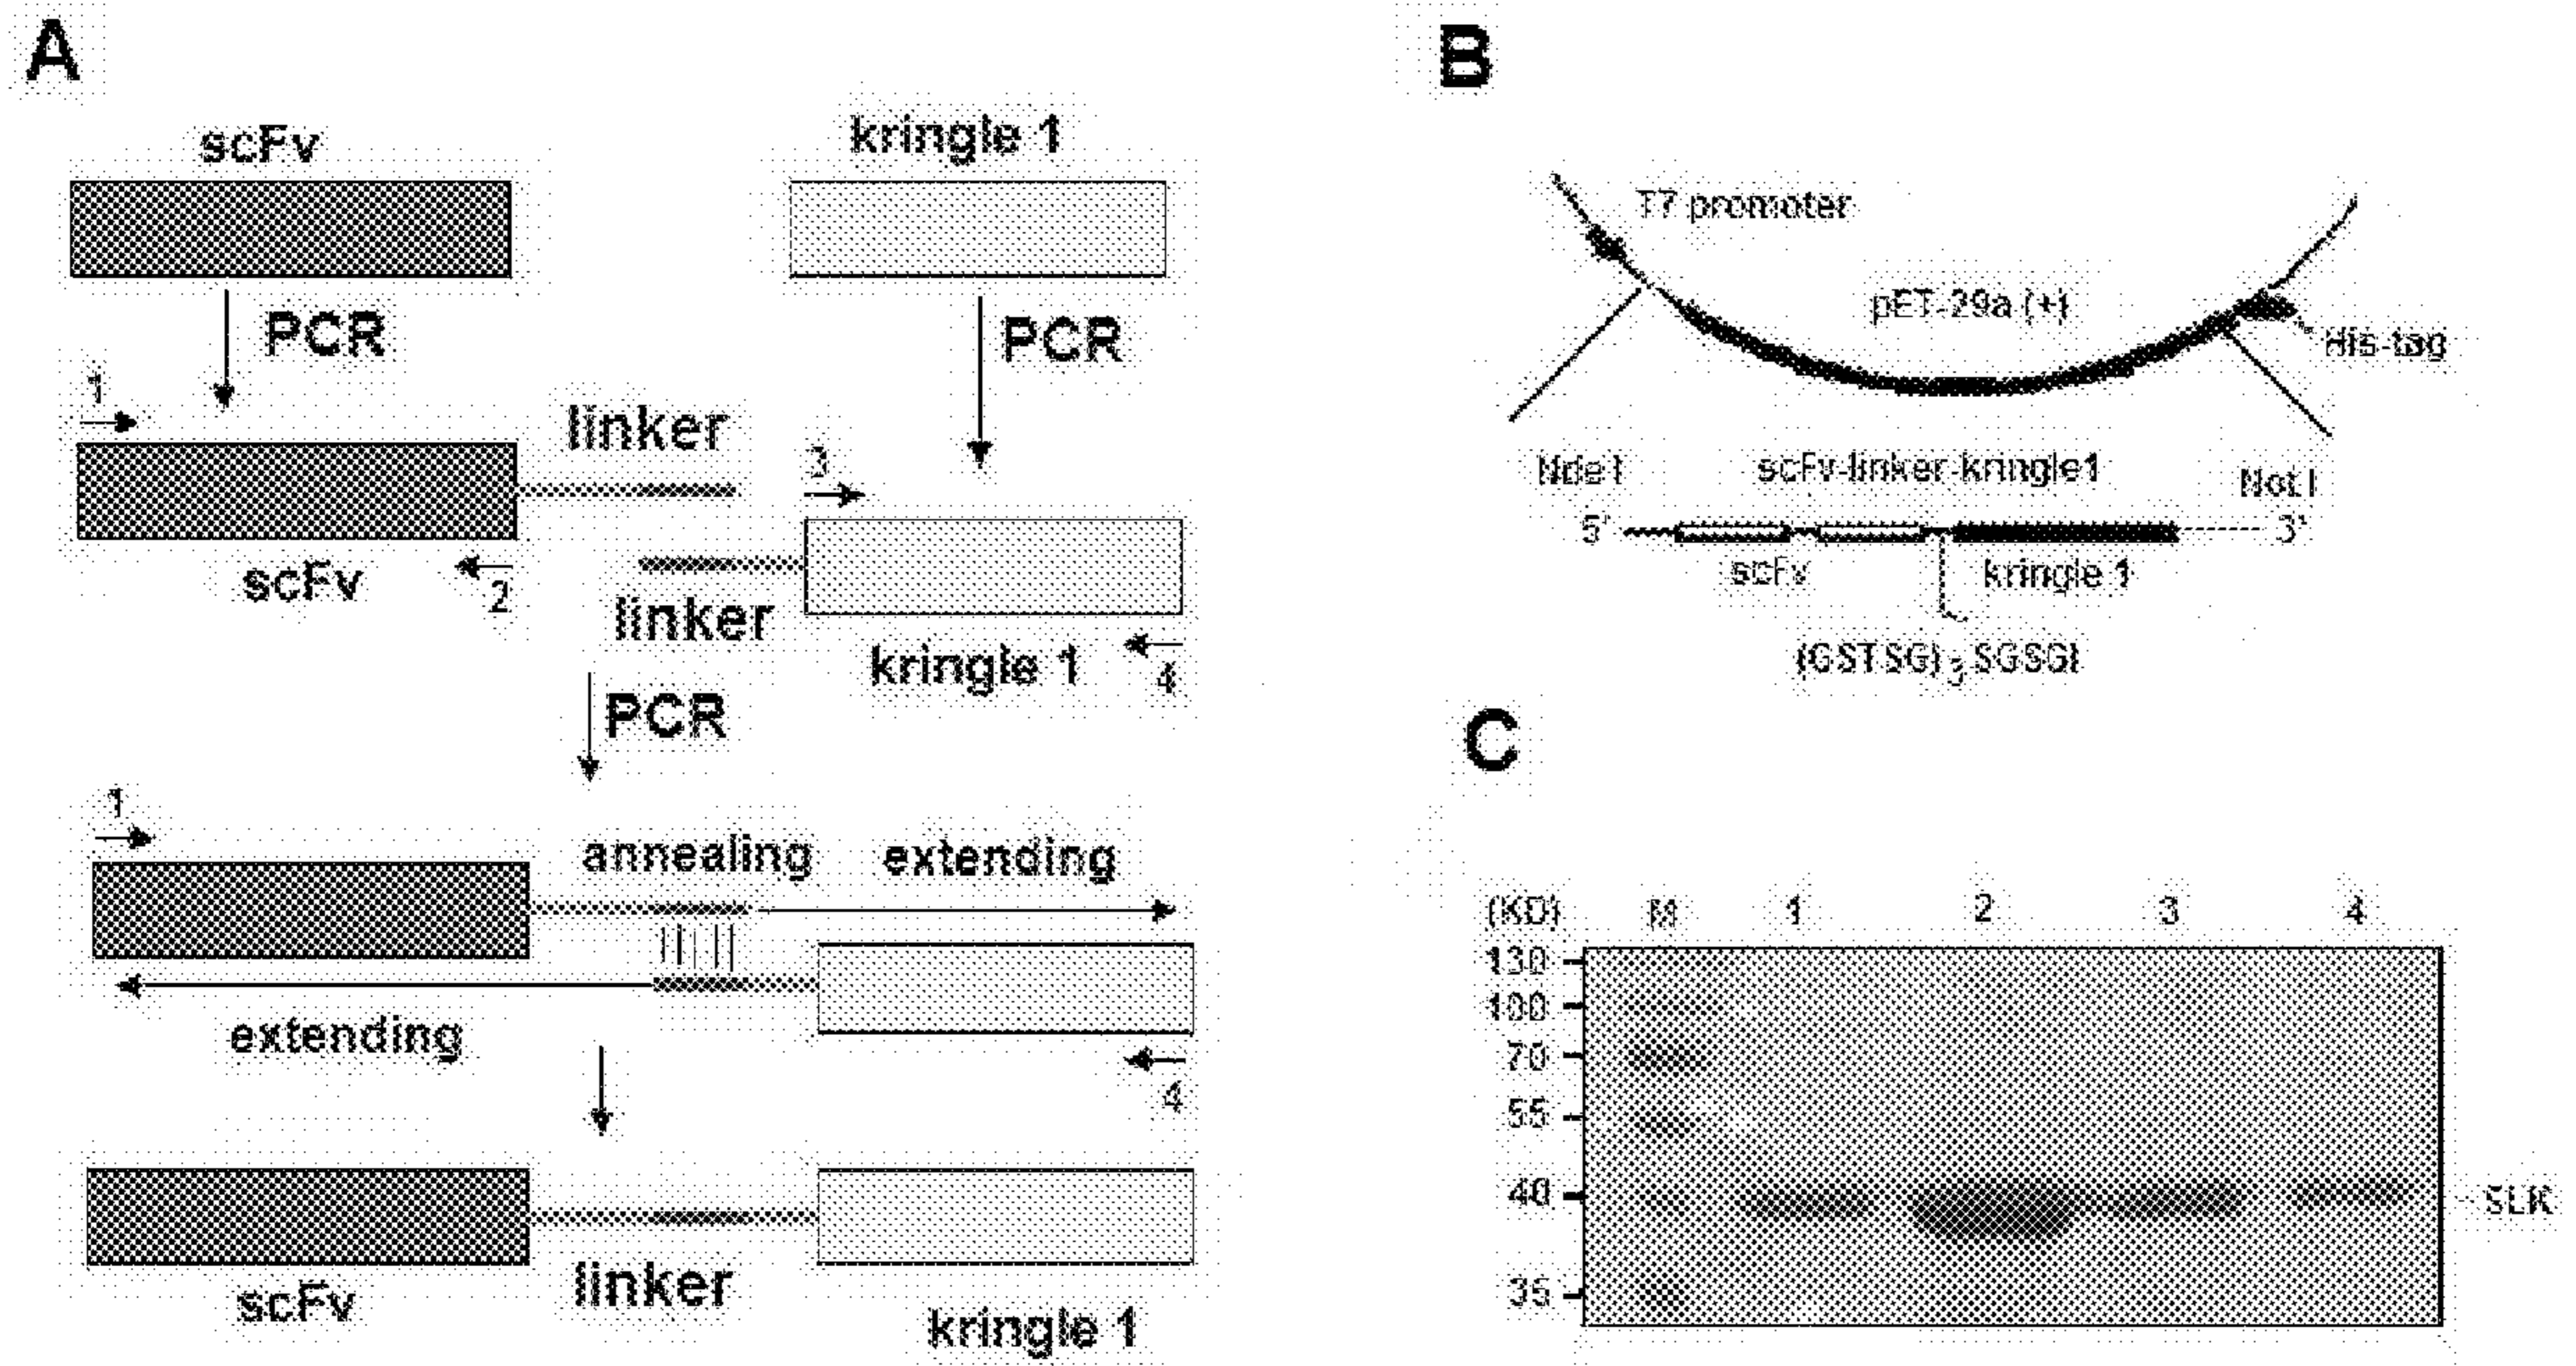 A
scFv
kringle 1
PCR
PCR
1
linker
3
scFv
2
linker
kringle 1
4
PCR
1
annealing
extending
extending
4
scFv
linker
kringle 1
B
T7 promoter
pET-29a (+)
His-tag
Nde I
scFv-linker-kringle1
Not I
5'
3'
scFv
kringle 1
(GSTSG)3 SGSGI
C
(KD) M 1 2 3 4
130
100
70
55
40
SLK
35